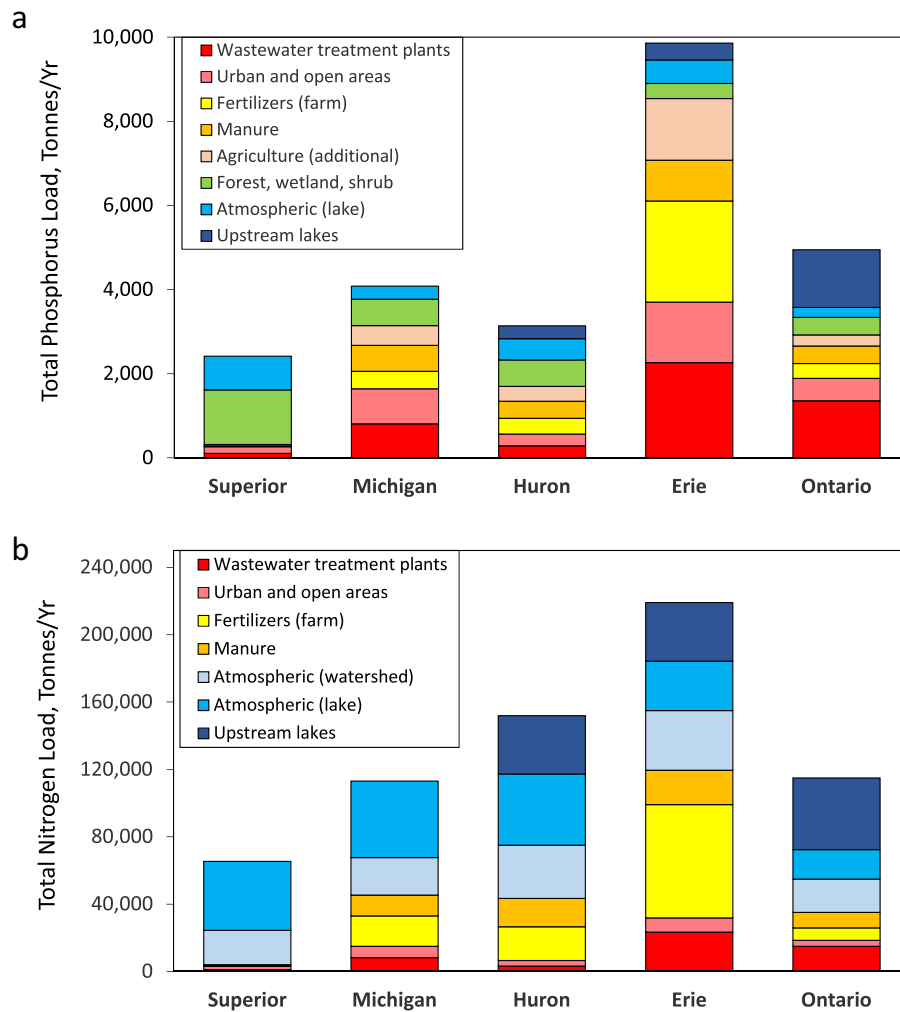 a
Total Phosphorus Load, Tonnes/Yr
10,000
8,000
6,000
4,000
2,000
0
Wastewater treatment plants
Urban and open areas
Fertilizers (farm)
Manure
Agriculture (additional)
Forest, wetland, shrub
Atmospheric (lake)
Upstream lakes
Superior Michigan Huron Erie Ontario
b
Total Nitrogen Load, Tonnes/Yr
240,000
200,000
160,000
120,000
80,000
40,000
0
Wastewater treatment plants
Urban and open areas
Fertilizers (farm)
Manure
Atmospheric (watershed)
Atmospheric (lake)
Upstream lakes
Superior Michigan Huron Erie Ontario